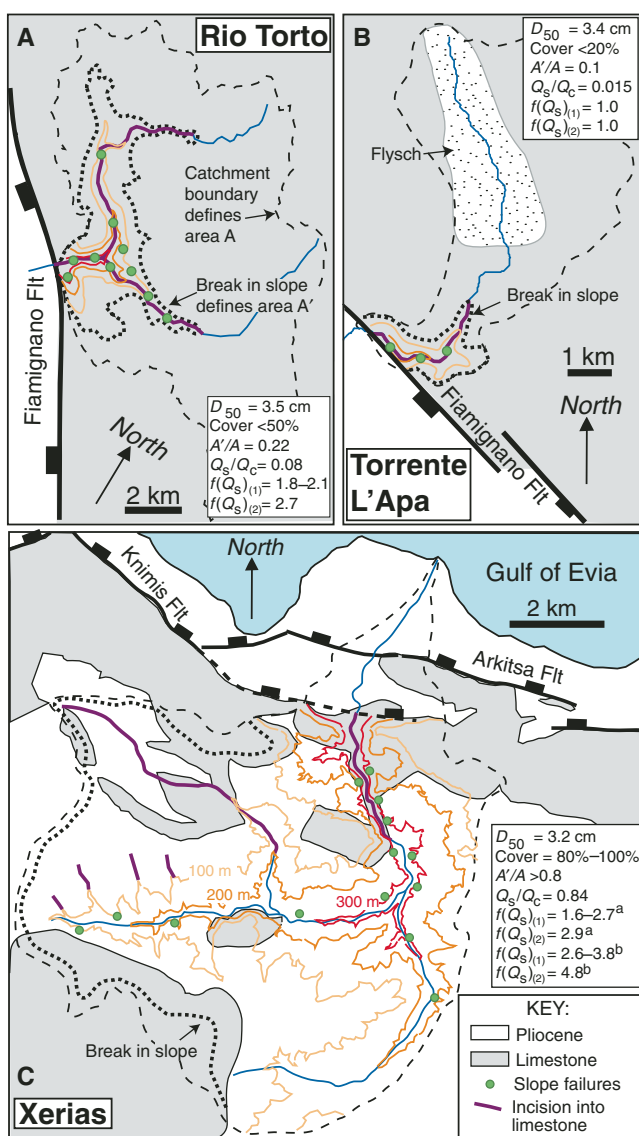 A
Rio Torto
Catchment
boundary
defines
area A
Break in slope
defines area A'
Fiamignano Flt
North
2 km
D50 = 3.5 cm
Cover <50%
A'/A = 0.22
Qs/Qc = 0.08
f(Qs)(1) = 1.8–2.1
f(Qs)(2) = 2.7
B
D50 = 3.4 cm
Cover <20%
A'/A = 0.1
Qs/Qc = 0.015
f(Qs)(1) = 1.0
f(Qs)(2) = 1.0
Flysch
Break in slope
1 km
Fiamignano Flt
North
Torrente
L'Apa
North
Gulf of Evia
2 km
Knimis Flt
Arkitsa Flt
100 m
200 m
300 m
D50 = 3.2 cm
Cover = 80%–100%
A'/A >0.8
Qs/Qc = 0.84
f(Qs)(1) = 1.6–2.7a
f(Qs)(2) = 2.9a
f(Qs)(1) = 2.6–3.8b
f(Qs)(2) = 4.8b
Break in slope
C
Xerias
KEY:
Pliocene
Limestone
Slope failures
Incision into
limestone